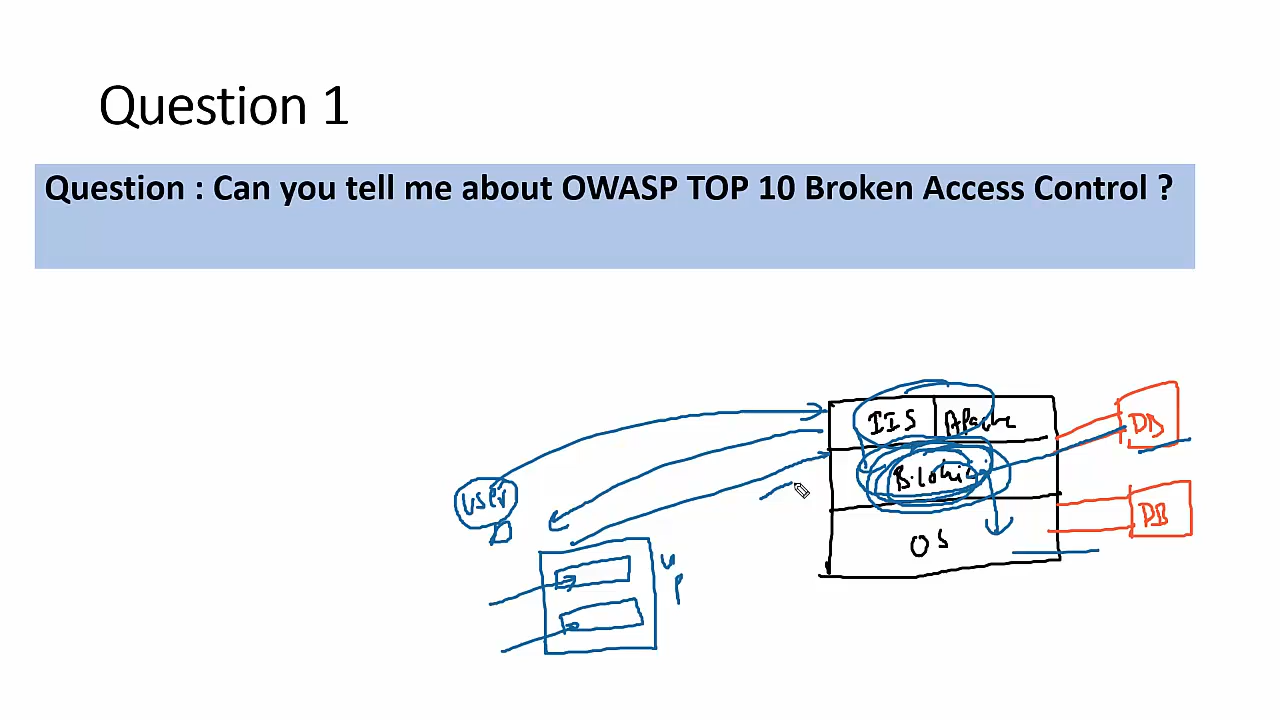 Question 1
Question : Can you tell me about OWASP TOP 10 Broken Access Control ?
IIS Apache
DB
B.Logic
USER
DB
OS
U
P